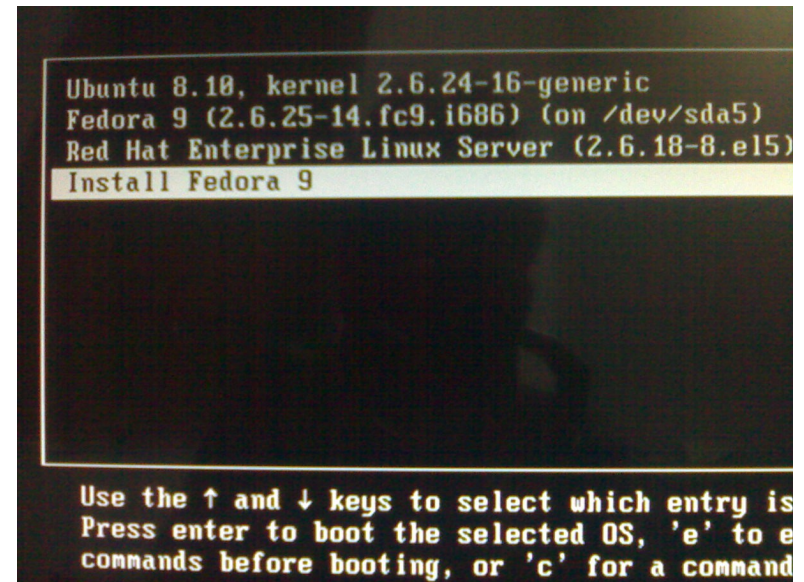 Ubuntu 8.10, kernel 2.6.24-16-generic
Fedora 9 (2.6.25-14.fc9.i686) (on /dev/sda5)
Red Hat Enterprise Linux Server (2.6.18-8.el5)
Install Fedora 9
Use the ↑ and ↓ keys to select which entry is
Press enter to boot the selected OS, 'e' to e
commands before booting, or 'c' for a command